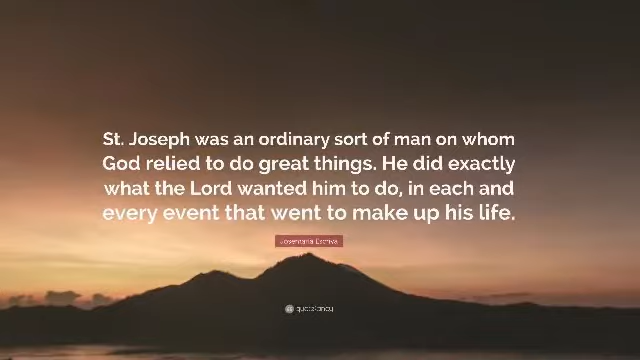 St. Joseph was an ordinary sort of man on whom
God relied to do great things. He did exactly
what the Lord wanted him to do, in each and
every event that went to make up his life.
Josemaria Escriva
quotefancy